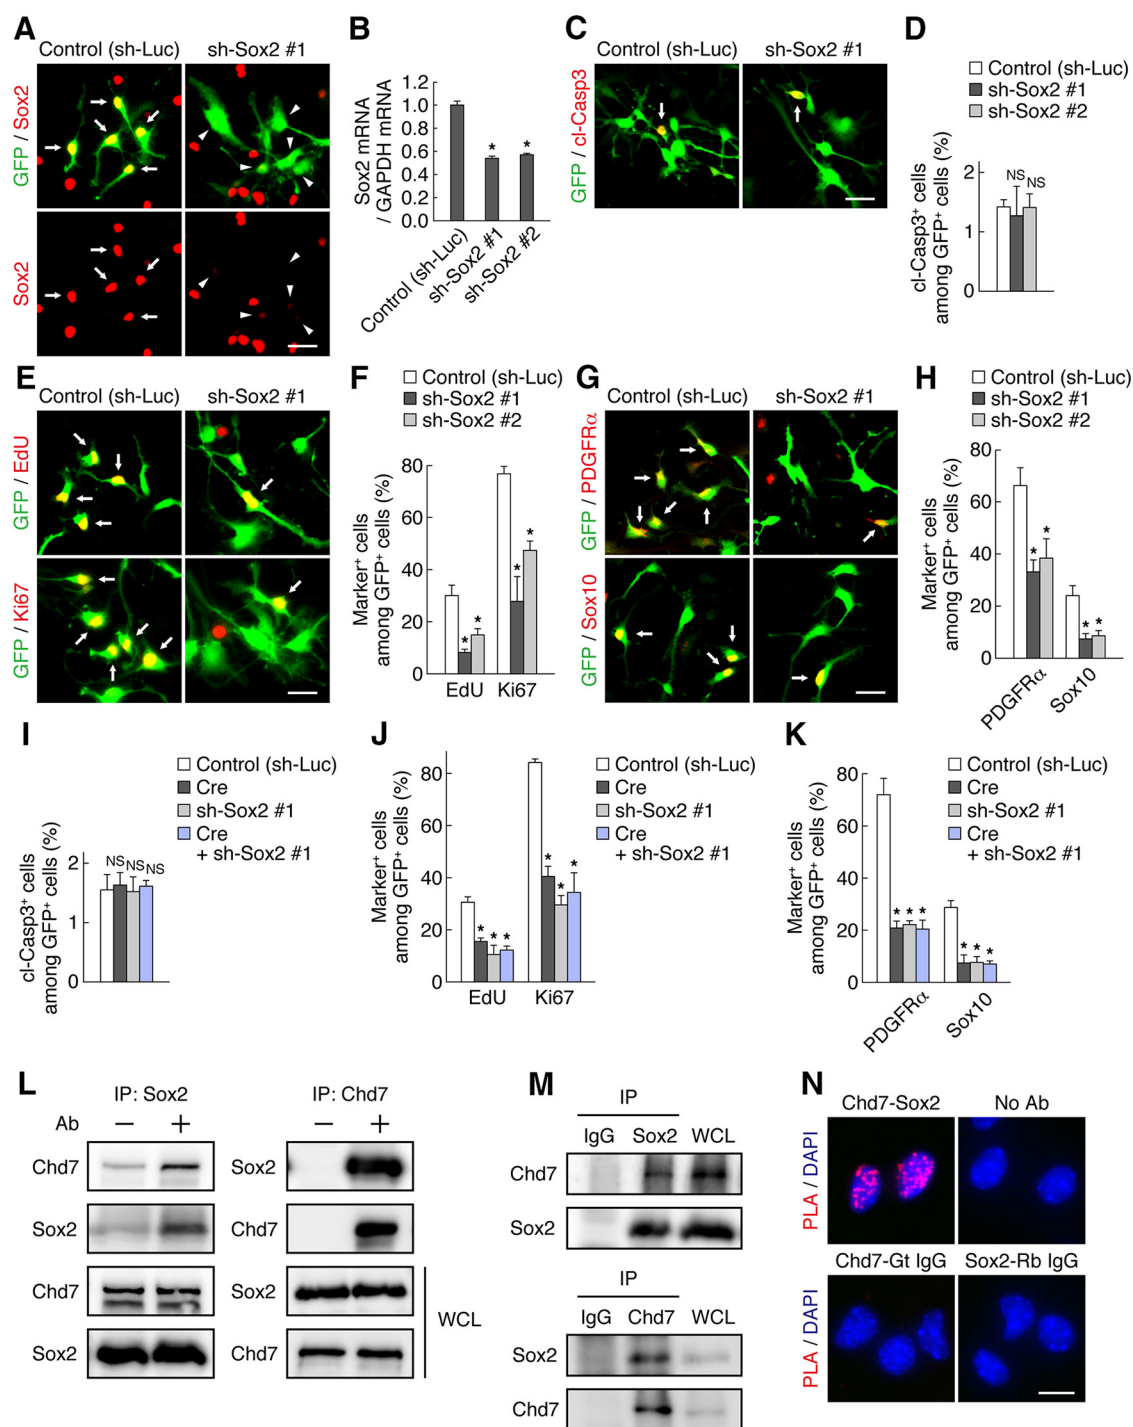 A
Control (sh-Luc) sh-Sox2 #1
GFP / Sox2
Sox2
B
Sox2 mRNA
/ GAPDH mRNA
1.2
1.0
0.8
0.6
0.4
0.2
0.0
* *
Control (sh-Luc)
sh-Sox2 #1
sh-Sox2 #2
C
Control (sh-Luc) sh-Sox2 #1
GFP / cl-Casp3
D
Control (sh-Luc)
sh-Sox2 #1
sh-Sox2 #2
cl-Casp3+ cells
among GFP+ cells (%)
2
1
0
NS NS
E
Control (sh-Luc) sh-Sox2 #1
GFP / EdU
GFP / Ki67
F
Control (sh-Luc)
sh-Sox2 #1
sh-Sox2 #2
Marker+ cells
among GFP+ cells (%)
80
60
40
20
0
* * * *
EdU Ki67
G
Control (sh-Luc) sh-Sox2 #1
GFP / PDGFRα
GFP / Sox10
H
Control (sh-Luc)
sh-Sox2 #1
sh-Sox2 #2
Marker+ cells
among GFP+ cells (%)
80
60
40
20
0
* * * *
PDGFRα
Sox10
I
Control (sh-Luc)
Cre
sh-Sox2 #1
Cre
+ sh-Sox2 #1
cl-Casp3+ cells
among GFP+ cells (%)
2
1
0
NS NS NS
J
Control (sh-Luc)
Cre
sh-Sox2 #1
Cre
+ sh-Sox2 #1
Marker+ cells
among GFP+ cells (%)
80
60
40
20
0
* * * * * *
EdU Ki67
K
Control (sh-Luc)
Cre
sh-Sox2 #1
Cre
+ sh-Sox2 #1
Marker+ cells
among GFP+ cells (%)
80
60
40
20
0
* * * * * *
PDGFRα
Sox10
L
IP: Sox2 IP: Chd7
Ab − + − +
Chd7 Sox2
Sox2 Chd7
Chd7 Sox2
Sox2 Chd7
WCL
M
IP
IgG Sox2 WCL
Chd7
Sox2
IP
IgG Chd7 WCL
Sox2
Chd7
N
Chd7-Sox2 No Ab
PLA / DAPI
Chd7-Gt IgG Sox2-Rb IgG
PLA / DAPI